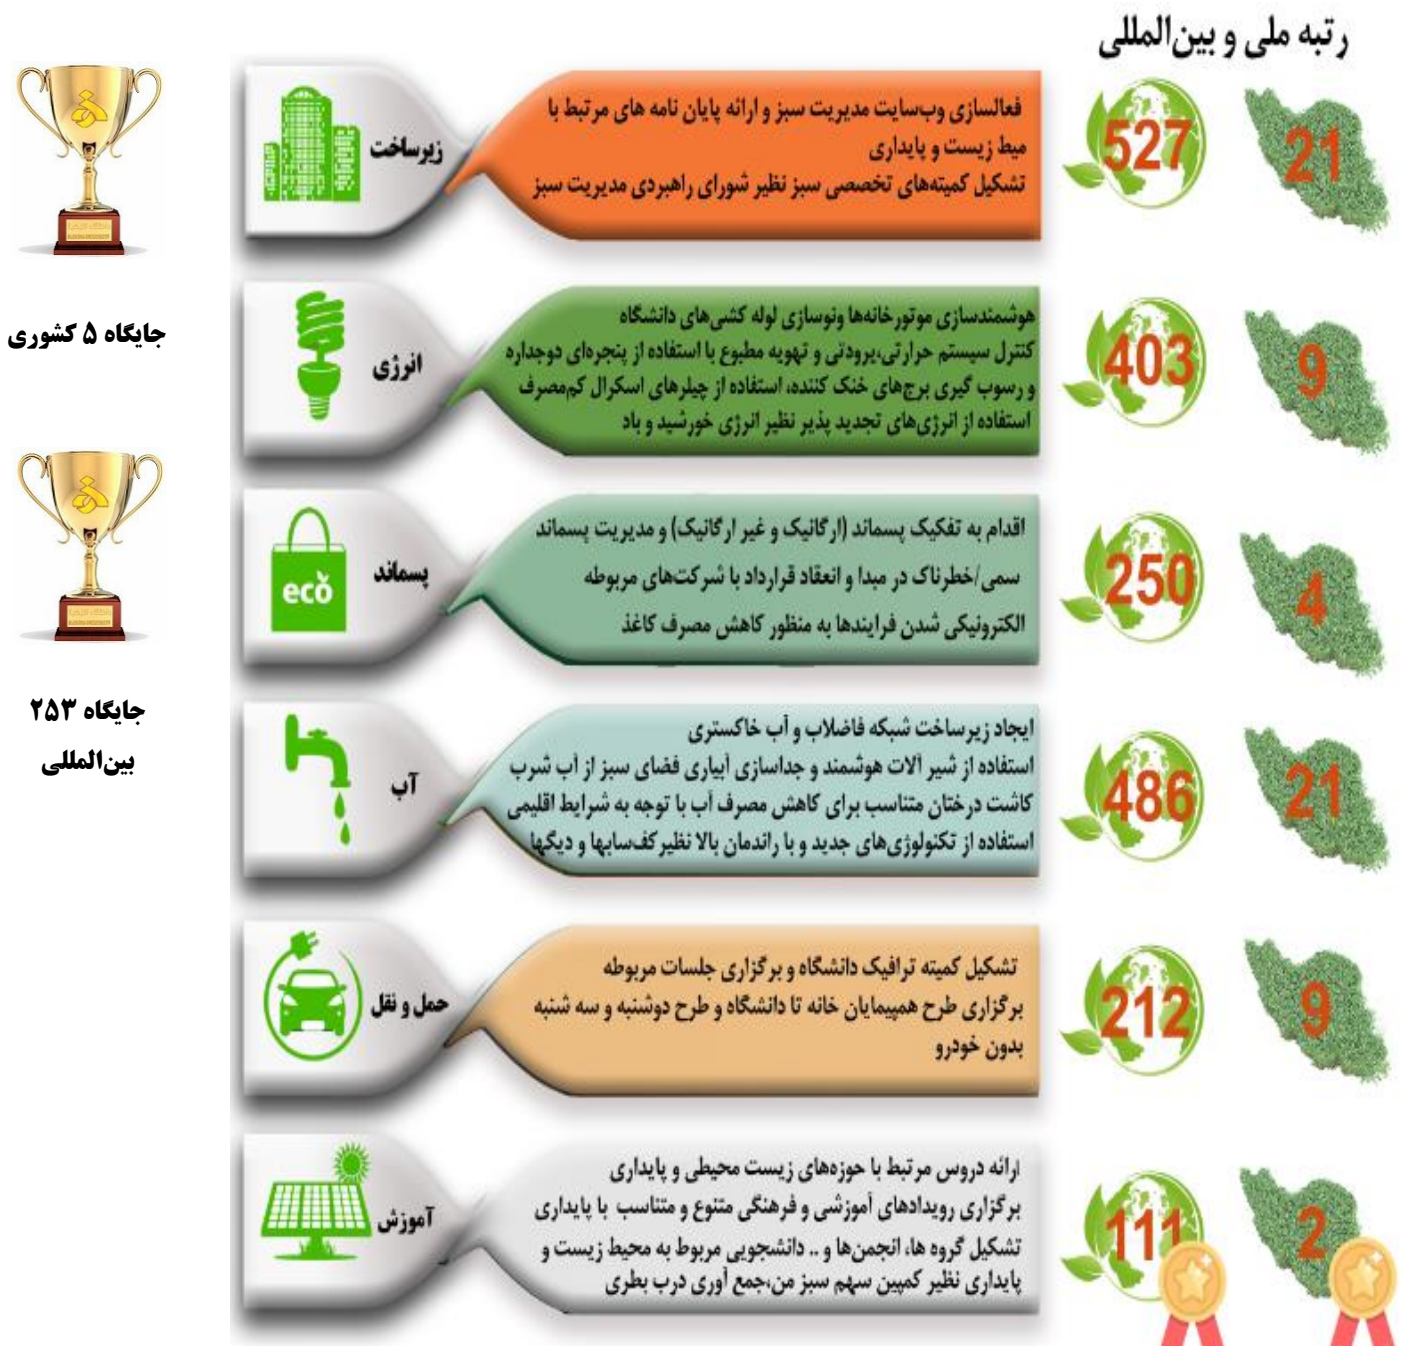 رتبه ملی و بین‌المللی
زیرساخت
فعالسازی وب‌سایت مدیریت سبز و ارائه پایان نامه های مرتبط با
میط زیست و پایداری
تشکیل کمیته‌های تخصصی سبز نظیر شورای راهبردی مدیریت سبز
527
21
جایگاه ۵ کشوری
انرژی
هوشمندسازی موتورخانه‌ها ونوسازی لوله کشی‌های دانشگاه
کنترل سیستم حرارتی،برودتی و تهویه مطبوع با استفاده از پنجره‌ای دوجداره
و رسوب گیری برج‌های خنک کننده، استفاده از چیلرهای اسکرال کم‌مصرف
استفاده از انرژی‌های تجدید پذیر نظیر انرژی خورشید و باد
403
9
پسماند
eco
اقدام به تفکیک پسماند (ارگانیک و غیر ارگانیک) و مدیریت پسماند
سمی/خطرناک در مبدا و انعقاد قرارداد با شرکت‌های مربوطه
الکترونیکی شدن فرایندها به منظور کاهش مصرف کاغذ
250
4
جایگاه ۲۵۳
بین‌المللی
آب
ایجاد زیرساخت شبکه فاضلاب و آب خاکستری
استفاده از شیر آلات هوشمند و جداسازی آبیاری فضای سبز از آب شرب
کاشت درختان متناسب برای کاهش مصرف آب با توجه به شرایط اقلیمی
استفاده از تکنولوژی‌های جدید و با راندمان بالا نظیر کف‌سابها و دیگها
486
21
حمل و نقل
تشکیل کمیته ترافیک دانشگاه و برگزاری جلسات مربوطه
برگزاری طرح همپیمایان خانه تا دانشگاه و طرح دوشنبه و سه شنبه
بدون خودرو
212
9
آموزش
ارائه دروس مرتبط با حوزه‌های زیست محیطی و پایداری
برگزاری رویدادهای آموزشی و فرهنگی متنوع و متناسب با پایداری
تشکیل گروه ها، انجمن‌ها و .. دانشجویی مربوط به محیط زیست و
پایداری نظیر کمپین سهم سبز من،جمع آوری درب بطری
111
2